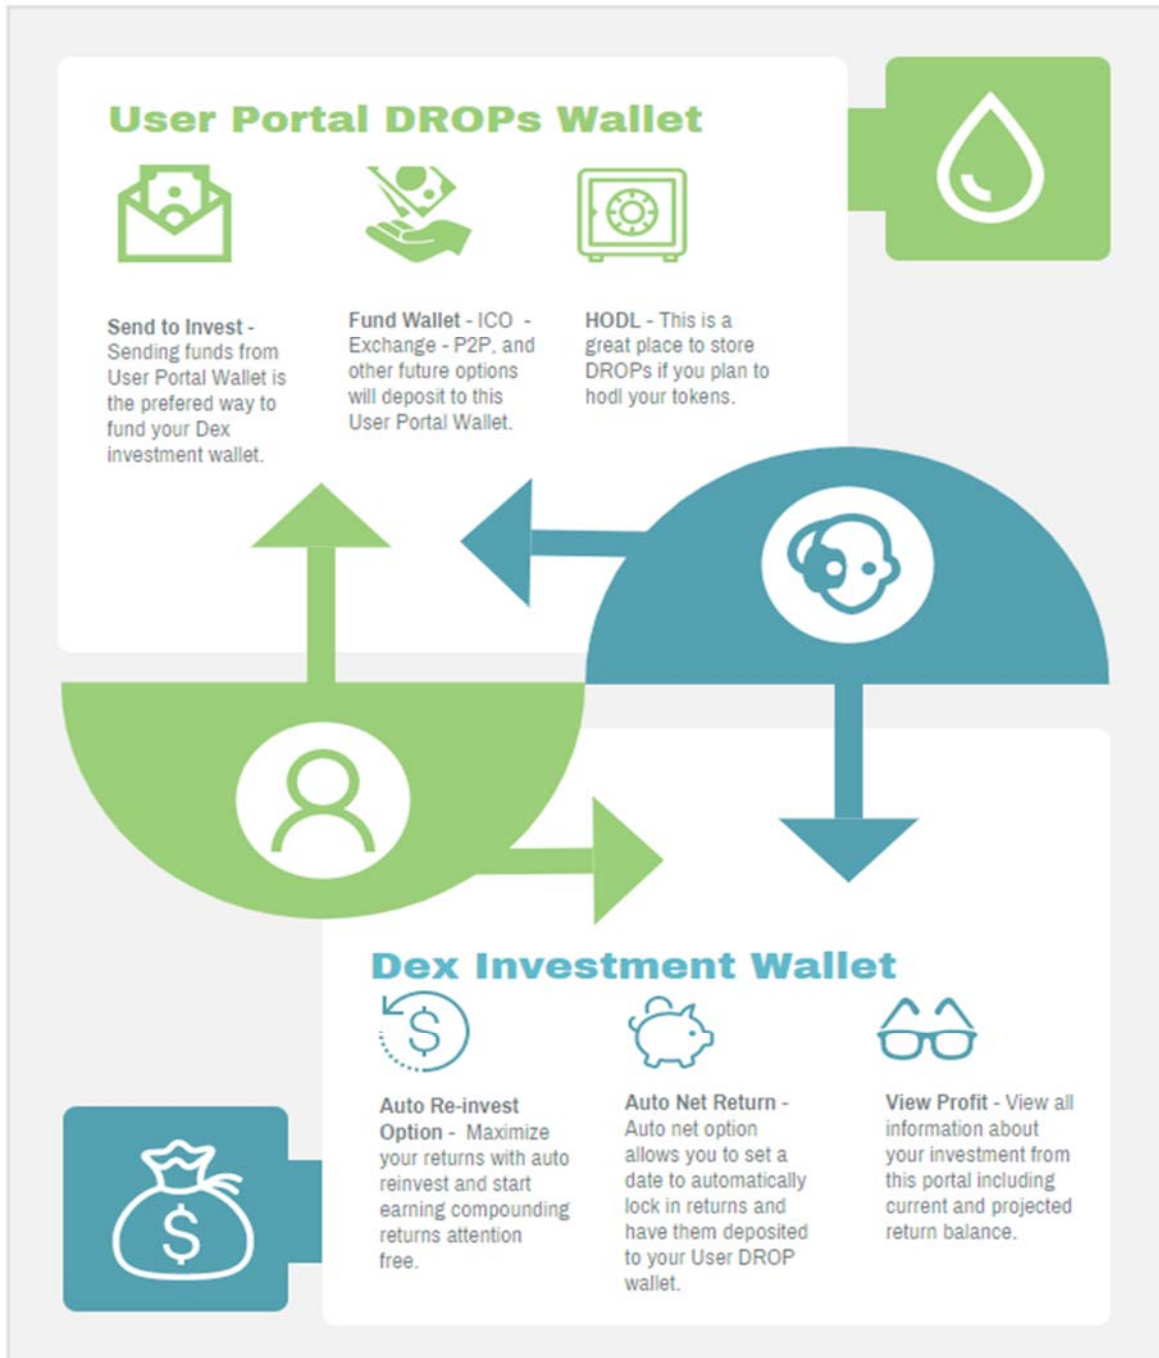 User Portal DROPs Wallet
Send to Invest -
Sending funds from
User Portal Wallet is
the prefered way to
fund your Dex
investment wallet.
Fund Wallet - ICO -
Exchange - P2P, and
other future options
will deposit to this
User Portal Wallet.
HODL - This is a
great place to store
DROPs if you plan to
hodl your tokens.
Dex Investment Wallet
$
$
Auto Re-invest
Option - Maximize
your returns with auto
reinvest and start
earning compounding
returns attention
free.
Auto Net Return -
Auto net option
allows you to set a
date to automatically
lock in returns and
have them deposited
to your User DROP
wallet.
View Profit - View all
information about
your investment from
this portal including
current and projected
return balance.